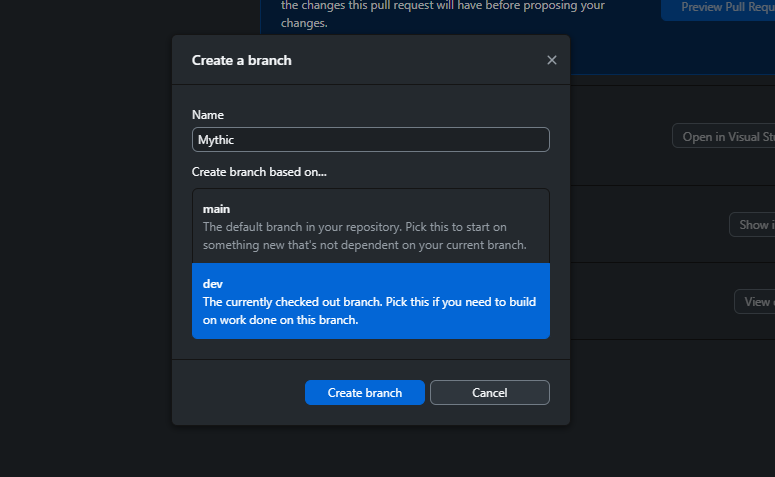 the changes this pull request will have before proposing your
changes.
Preview Pull Requ
Create a branch
Name
Mythic
Open in Visual Stu
Create branch based on...
main
The default branch in your repository. Pick this to start on
something new that's not dependent on your current branch.
Show i
dev
The currently checked out branch. Pick this if you need to build
on work done on this branch.
View
Create branch
Cancel